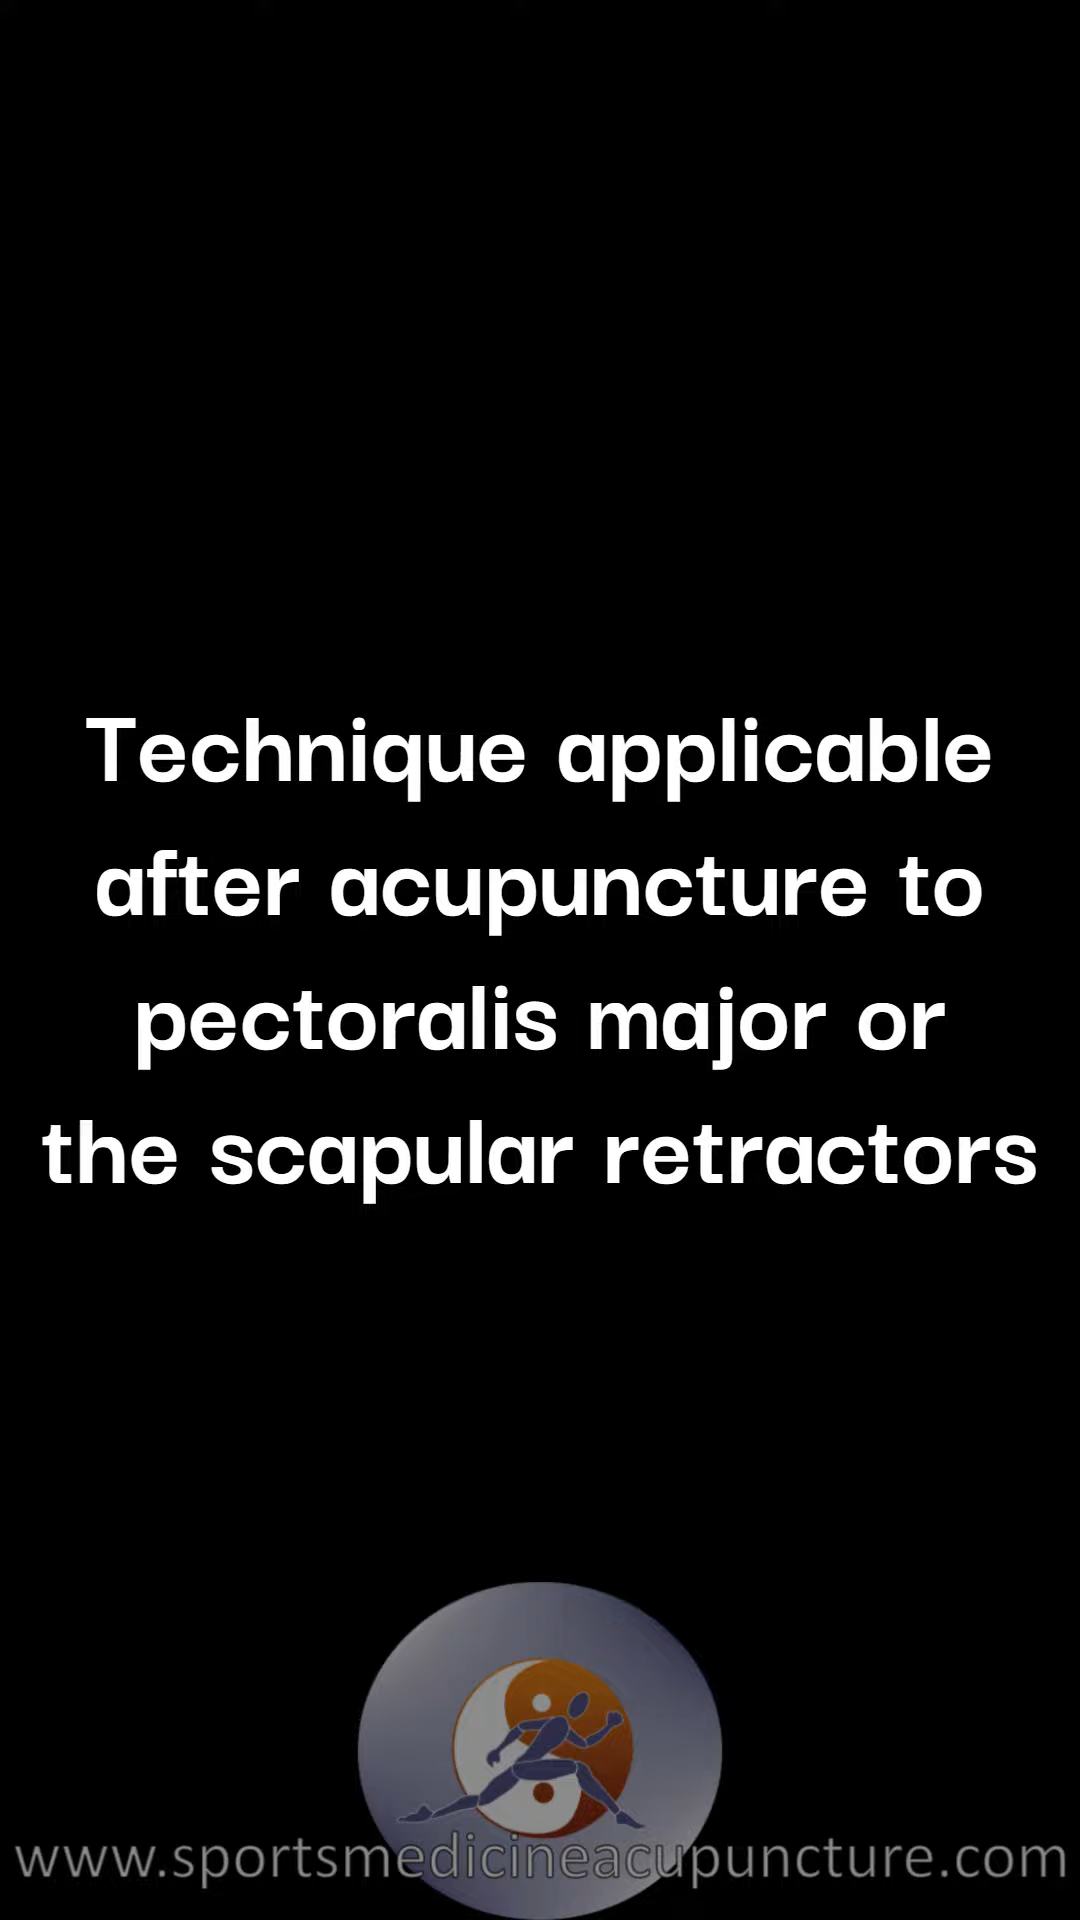 Technique applicable
after acupuncture to
pectoralis major or
the scapular retractors
www.sportsmedicineacupuncture.com